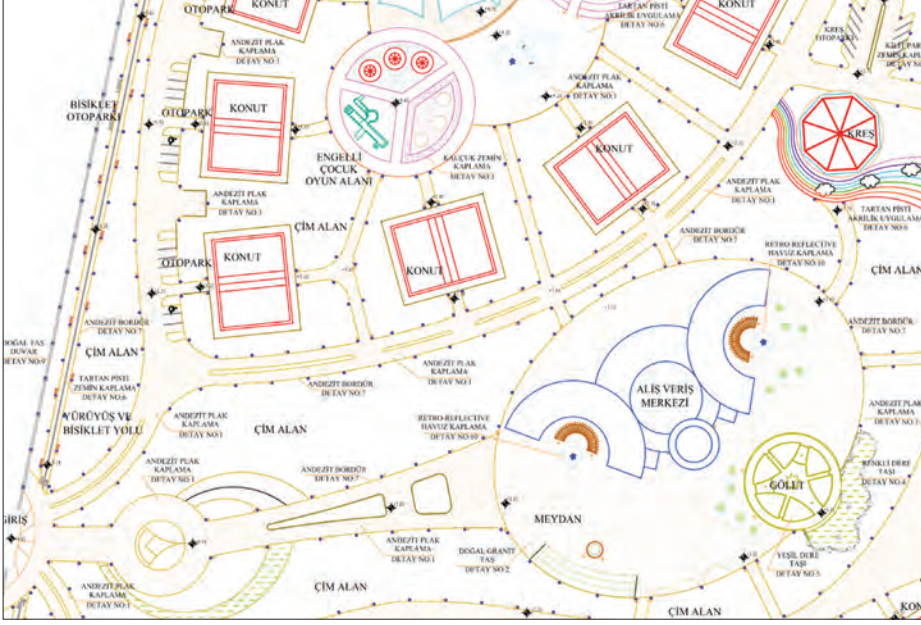 KONUT
OTOPARK
ANDEZİT PLAK
KAPLAMA
DETAY NO:1
TARTAN PİSTİ
AKRİLİK UYGULAMA
DETAY NO:6
KONUT
KREŞ
OTOPARKI
BİSİKLET
OTOPARKI
OTOPARK
KONUT
ANDEZİT PLAK
KAPLAMA
DETAY NO:1
KONUT
KREŞ
ENGELLİ
ÇOCUK
OYUN ALANI
KAUÇUK ZEMİN
KAPLAMA
DETAY NO:3
ANDEZİT PLAK
KAPLAMA
DETAY NO:1
ANDEZİT PLAK
KAPLAMA
DETAY NO:1
TARTAN PİSTİ
AKRİLİK UYGULAMA
DETAY NO:6
ÇİM ALAN
ANDEZİT BORDÜR
DETAY NO:7
RETRO-REFLECTIVE
HAVUZ KAPLAMA
DETAY NO:10
OTOPARK
KONUT
KONUT
ÇİM ALAN
ANDEZİT BORDÜR
DETAY NO:7
ANDEZİT BORDÜR
DETAY NO:7
DOĞAL TAŞ
DUVAR
DETAY NO:9
ÇİM ALAN
ANDEZİT PLAK
KAPLAMA
DETAY NO:1
TARTAN PİSTİ
ZEMİN KAPLAMA
DETAY NO:6
ANDEZİT BORDÜR
DETAY NO:7
ALIŞ VERİŞ
MERKEZİ
YÜRÜYÜŞ VE
BİSİKLET YOLU
ANDEZİT PLAK
KAPLAMA
DETAY NO:1
ÇİM ALAN
RETRO-REFLECTIVE
HAVUZ KAPLAMA
DETAY NO:10
ANDEZİT PLAK
KAPLAMA
DETAY NO:1
ANDEZİT PLAK
KAPLAMA
DETAY NO:1
ANDEZİT BORDÜR
DETAY NO:7
RENKLİ DERE
TAŞI
DETAY NO:4
GÖLET
GİRİŞ
MEYDAN
ANDEZİT PLAK
KAPLAMA
DETAY NO:1
DOĞAL GRANİT
TAŞ
DETAY NO:2
YEŞİL DERE
TAŞI
DETAY NO:5
ANDEZİT PLAK
KAPLAMA
DETAY NO:1
ÇİM ALAN
ÇİM ALAN